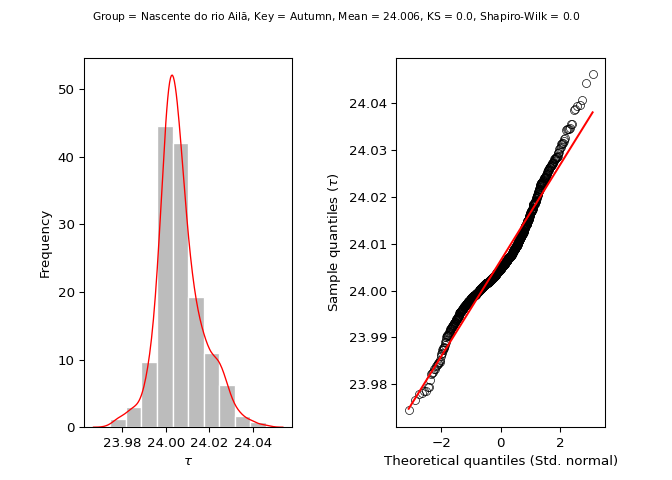 Group = Nascente do rio Ailã, Key = Autumn, Mean = 24.006, KS = 0.0, Shapiro-Wilk = 0.0
Frequency
50
40
30
20
10
0
23.98 24.00 24.02 24.04
τ
Sample quantiles (τ)
24.04
24.03
24.02
24.01
24.00
23.99
23.98
−2 0 2
Theoretical quantiles (Std. normal)